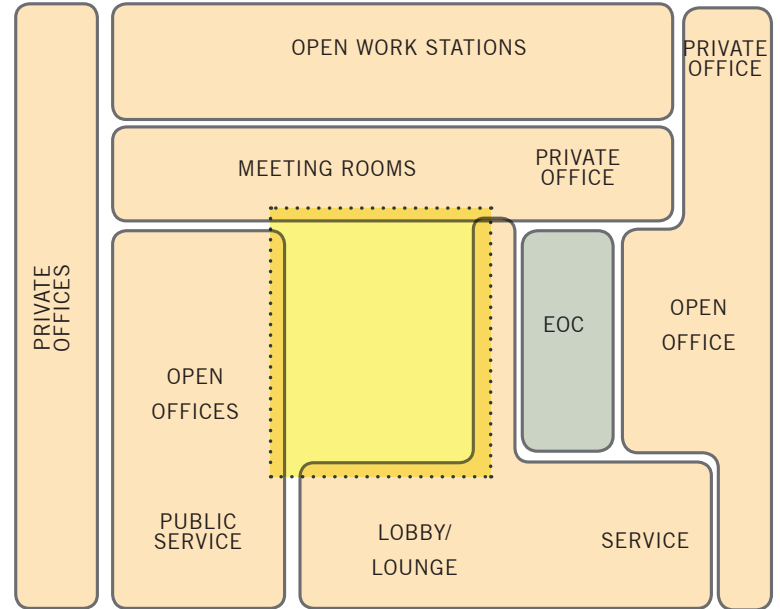 OPEN WORK STATIONS
PRIVATE
OFFICE
MEETING ROOMS
PRIVATE
OFFICE
PRIVATE
OFFICES
OPEN
OFFICES
EOC
OPEN
OFFICE
PUBLIC
SERVICE
LOBBY/
LOUNGE
SERVICE